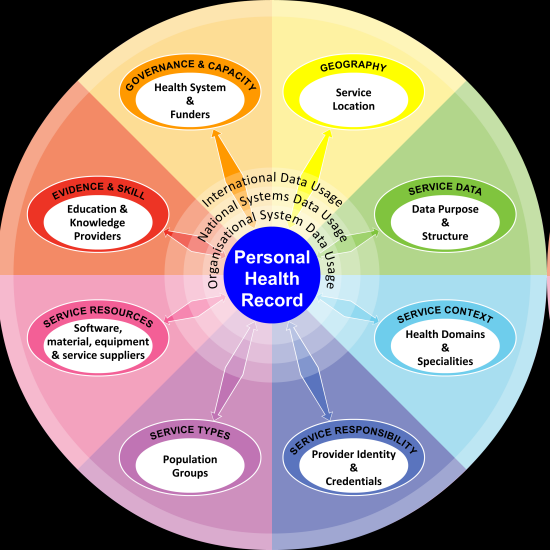 GOVERNANCE & CAPACITY
Health System
&
Funders
GEOGRAPHY
Service
Location
EVIDENCE & SKILL
Education &
Knowledge
Providers
International Data Usage
National Systems Data Usage
Organisational System Data Usage
SERVICE DATA
Data Purpose
&
Structure
Personal
Health
Record
SERVICE RESOURCES
Software,
material, equipment
& service suppliers
SERVICE CONTEXT
Health Domains
&
Specialities
SERVICE TYPES
Population
Groups
SERVICE RESPONSIBILITY
Provider Identity
&
Credentials